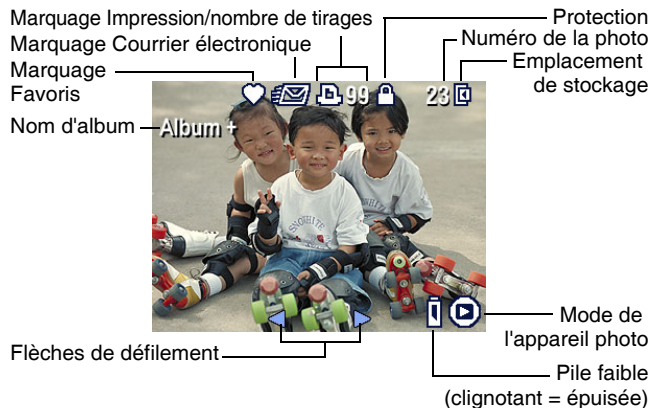 Marquage Impression/nombre de tirages
Marquage Courrier électronique
Marquage
Favoris
Nom d'album
Protection
Numéro de la photo
Emplacement
de stockage
99 23
Album +
SNOWHITE
Flèches de défilement
Mode de
l'appareil photo
Pile faible
(clignotant = épuisée)